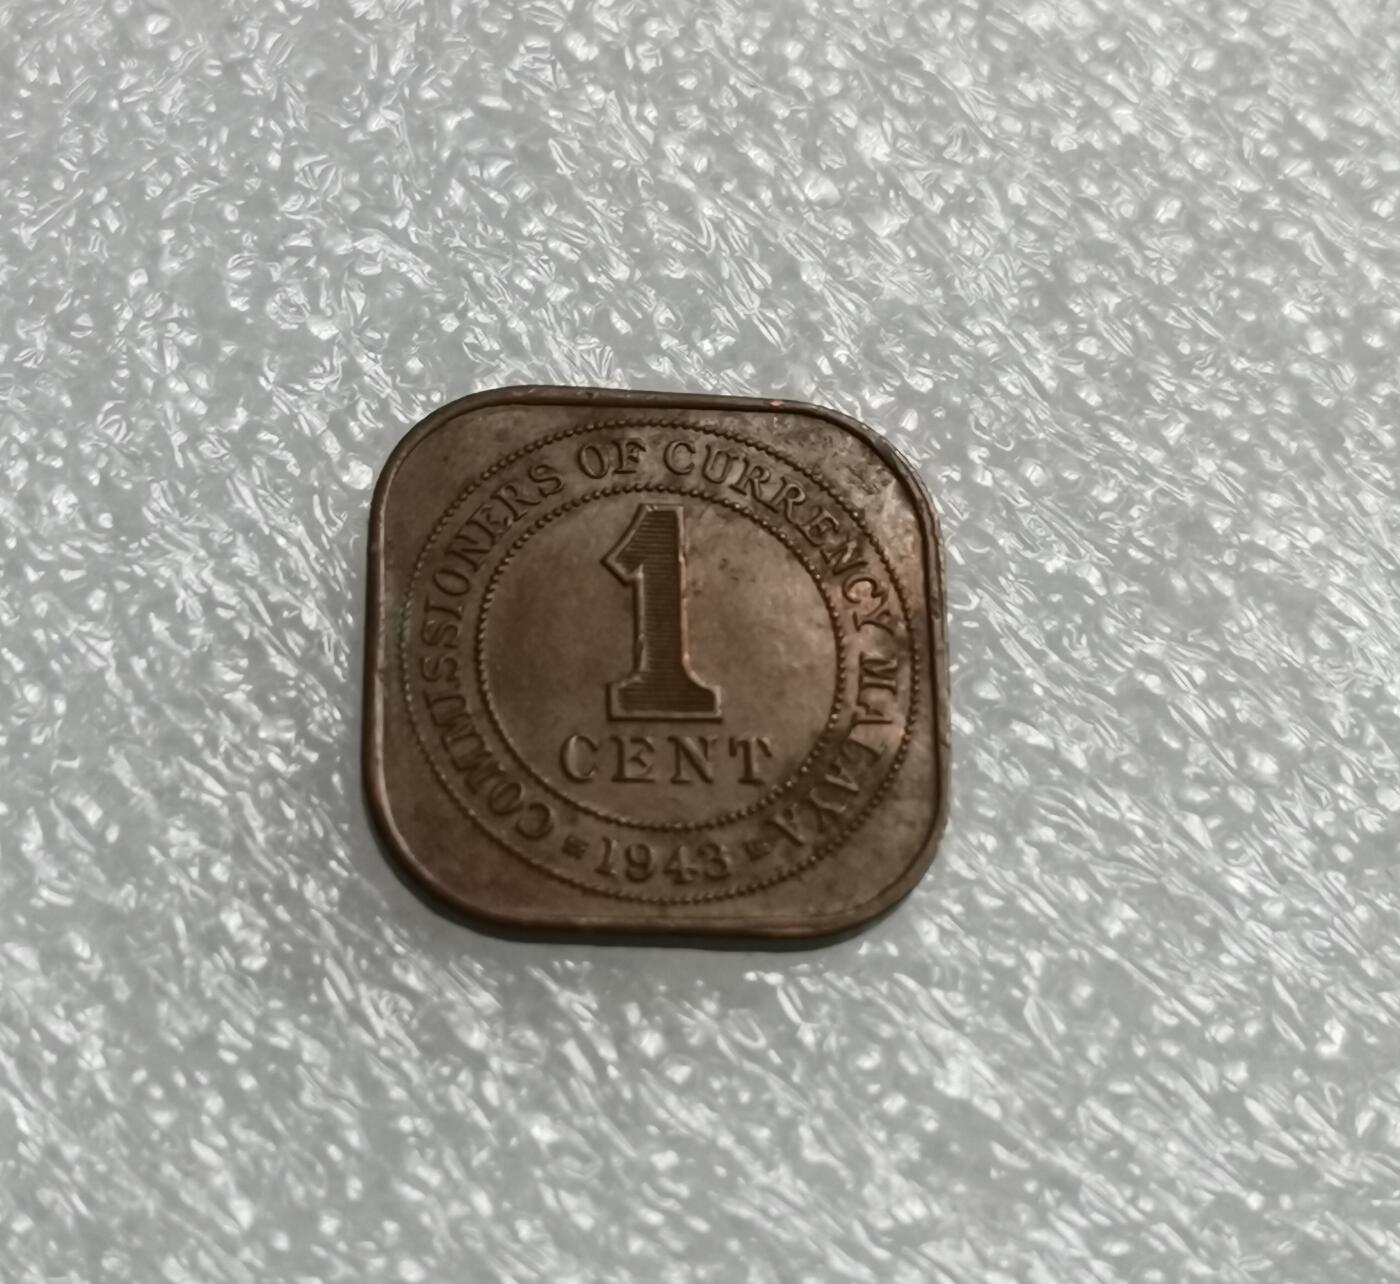 COMMISSIONERS OF CURRENCY MALAYA
1
CENT
1943